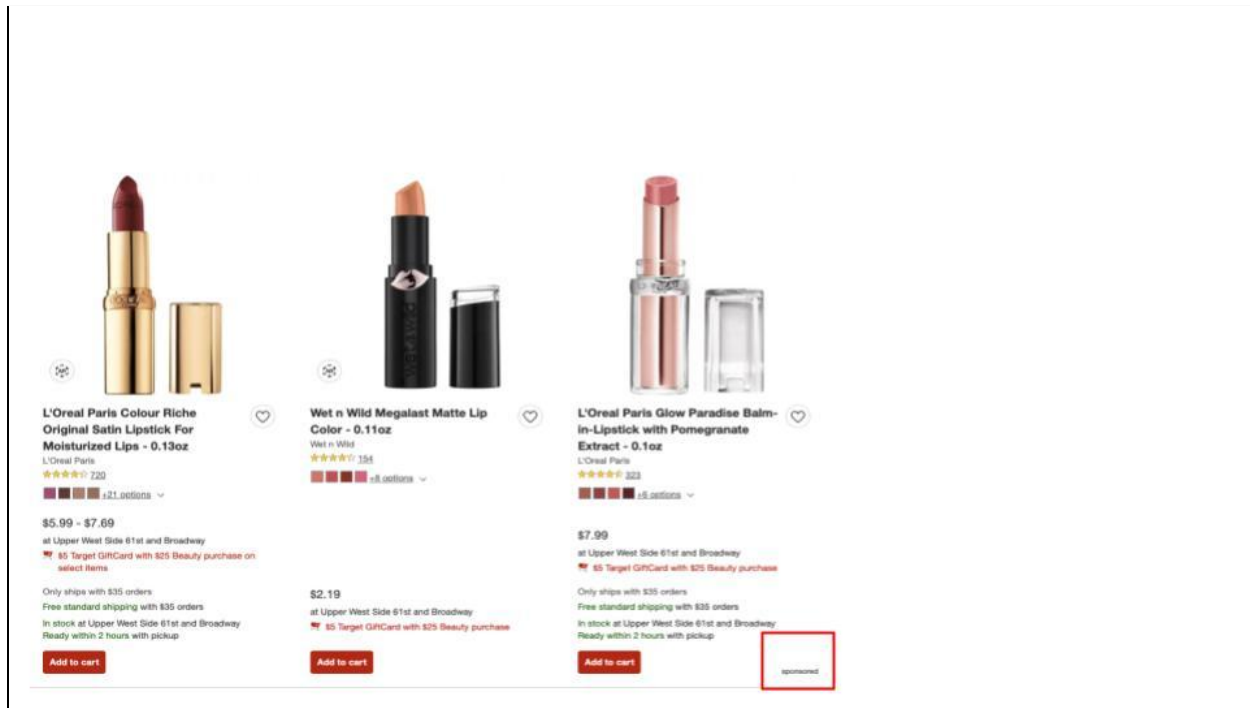 L'Oreal Paris Colour Riche
Original Satin Lipstick For
Moisturized Lips - 0.13oz
L'Oreal Paris
720
+21 options
$5.99 - $7.69
at Upper West Side 61st and Broadway
$5 Target GiftCard with $25 Beauty purchase on
select items
Only ships with $35 orders
Free standard shipping with $35 orders
In stock at Upper West Side 61st and Broadway
Ready within 2 hours with pickup
Add to cart
WET N WILD
Wet n Wild Megalast Matte Lip
Color - 0.11oz
Wet n Wild
154
+8 options
$2.19
at Upper West Side 61st and Broadway
$5 Target GiftCard with $25 Beauty purchase
Add to cart
L'Oreal Paris Glow Paradise Balm-
in-Lipstick with Pomegranate
Extract - 0.1oz
L'Oreal Paris
323
+6 options
$7.99
at Upper West Side 61st and Broadway
$5 Target GiftCard with $25 Beauty purchase
Only ships with $35 orders
Free standard shipping with $35 orders
In stock at Upper West Side 61st and Broadway
Ready within 2 hours with pickup
Add to cart
sponsored